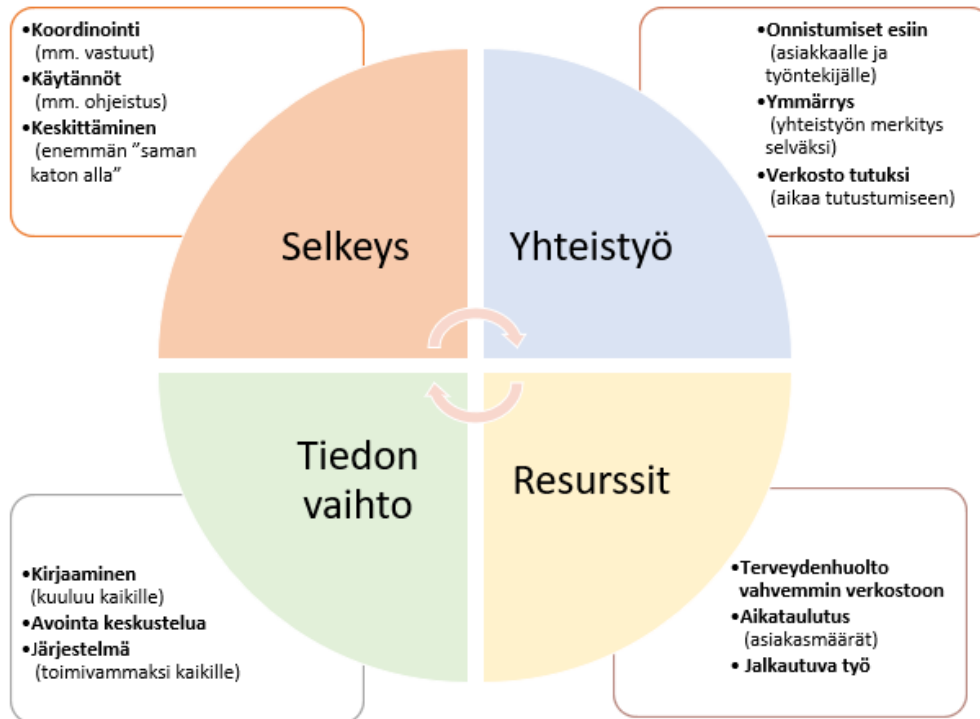 •Koordinointi
(mm. vastuut)
•Käytännöt
(mm. ohjeistus)
•Keskittäminen
(enemmän ”saman
katon alla”
•Onnistumiset esiin
(asiakkaalle ja
työntekijälle)
•Ymmärrys
(yhteistyön merkitys
selväksi)
•Verkosto tutuksi
(aikaa tutustumiseen)
Selkeys
Yhteistyö
Tiedon
vaihto
Resurssit
•Kirjaaminen
(kuuluu kaikille)
•Avointa keskustelua
•Järjestelmä
(toimivammaksi kaikille)
•Terveydenhuolto
vahvemmin verkostoon
•Aikataulutus
(asiakasmäärät)
•Jalkautuva työ